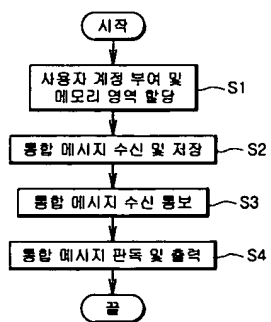 시작
사용자 계정 부여 및
메모리 영역 할당
S1
통합 메시지 수신 및 저장
S2
통합 메시지 수신 통보
S3
통합 메시지 판독 및 출력
S4
끝